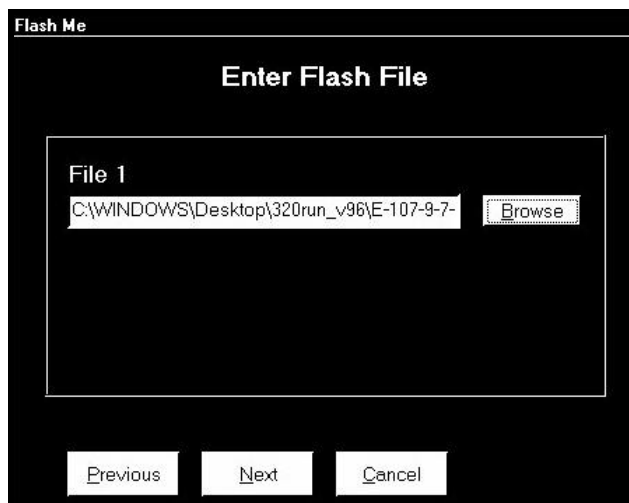 Flash Me
Enter Flash File
File 1
C:\WINDOWS\Desktop\320run_v96\E-107-9-7-
Browse
Previous Next Cancel